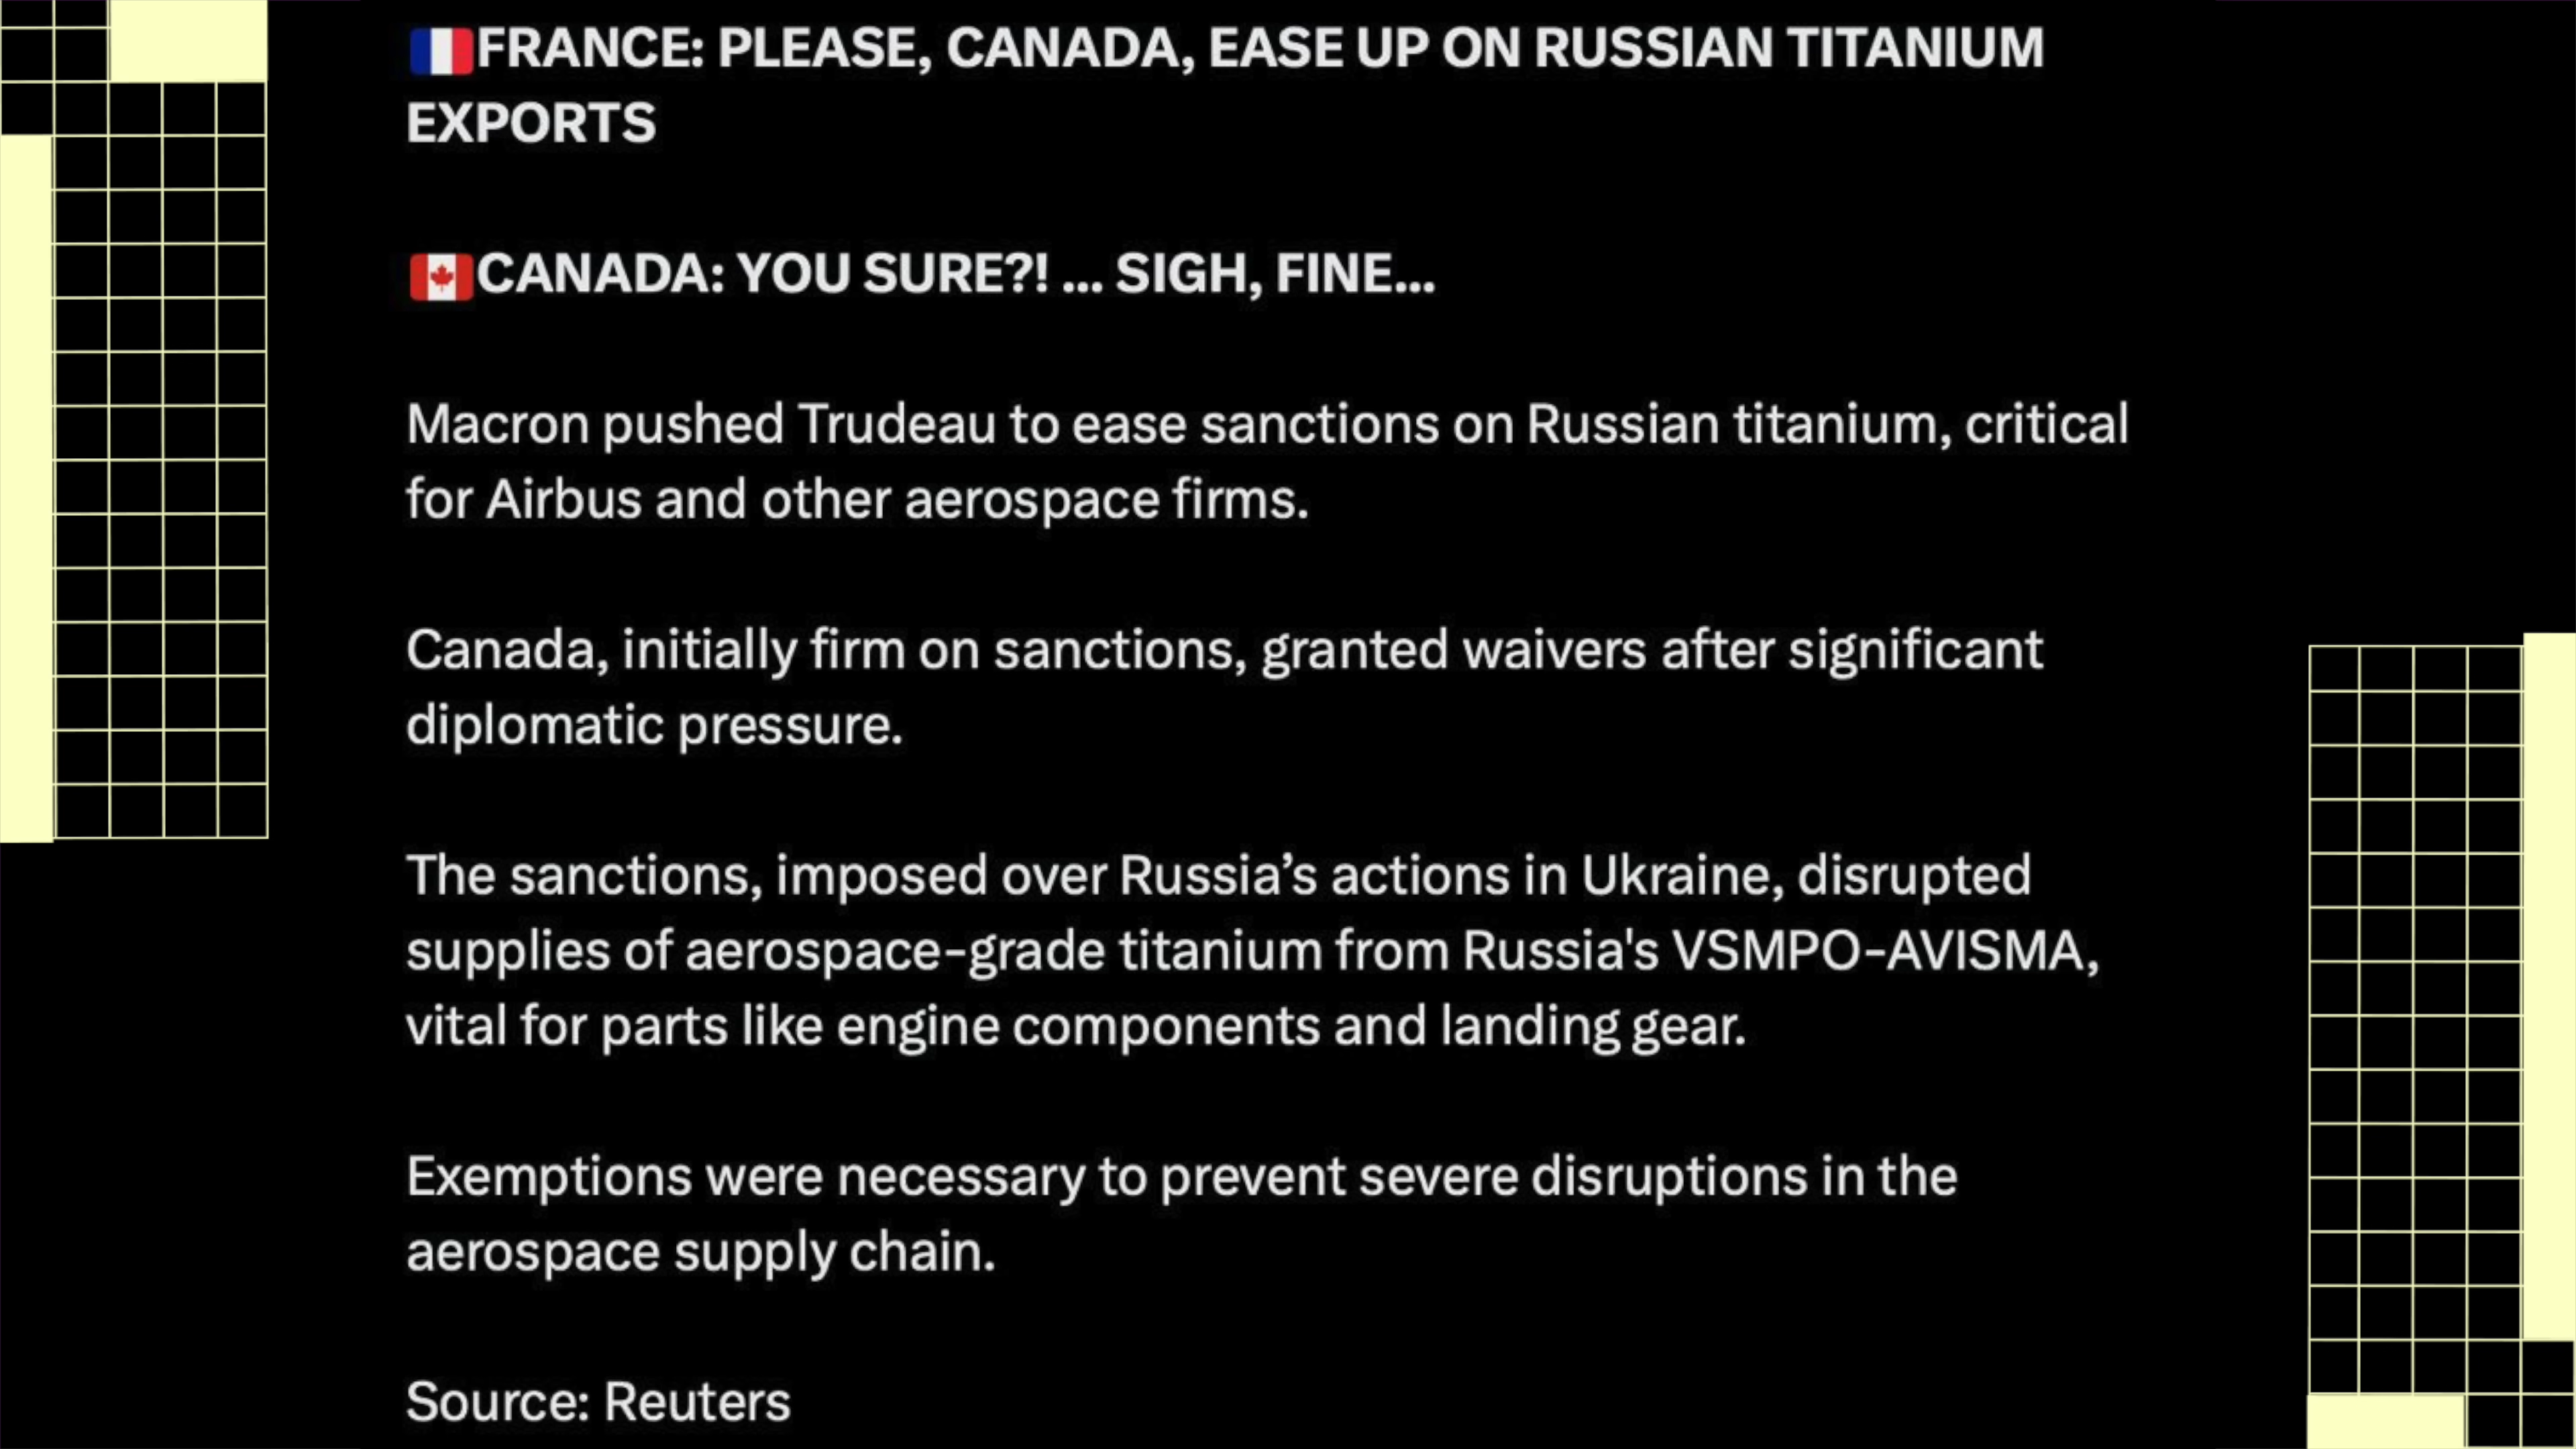 🇫🇷FRANCE: PLEASE, CANADA, EASE UP ON RUSSIAN TITANIUM
EXPORTS
🇨🇦CANADA: YOU SURE?! ... SIGH, FINE...
Macron pushed Trudeau to ease sanctions on Russian titanium, critical
for Airbus and other aerospace firms.
Canada, initially firm on sanctions, granted waivers after significant
diplomatic pressure.
The sanctions, imposed over Russia’s actions in Ukraine, disrupted
supplies of aerospace-grade titanium from Russia's VSMPO-AVISMA,
vital for parts like engine components and landing gear.
Exemptions were necessary to prevent severe disruptions in the
aerospace supply chain.
Source: Reuters